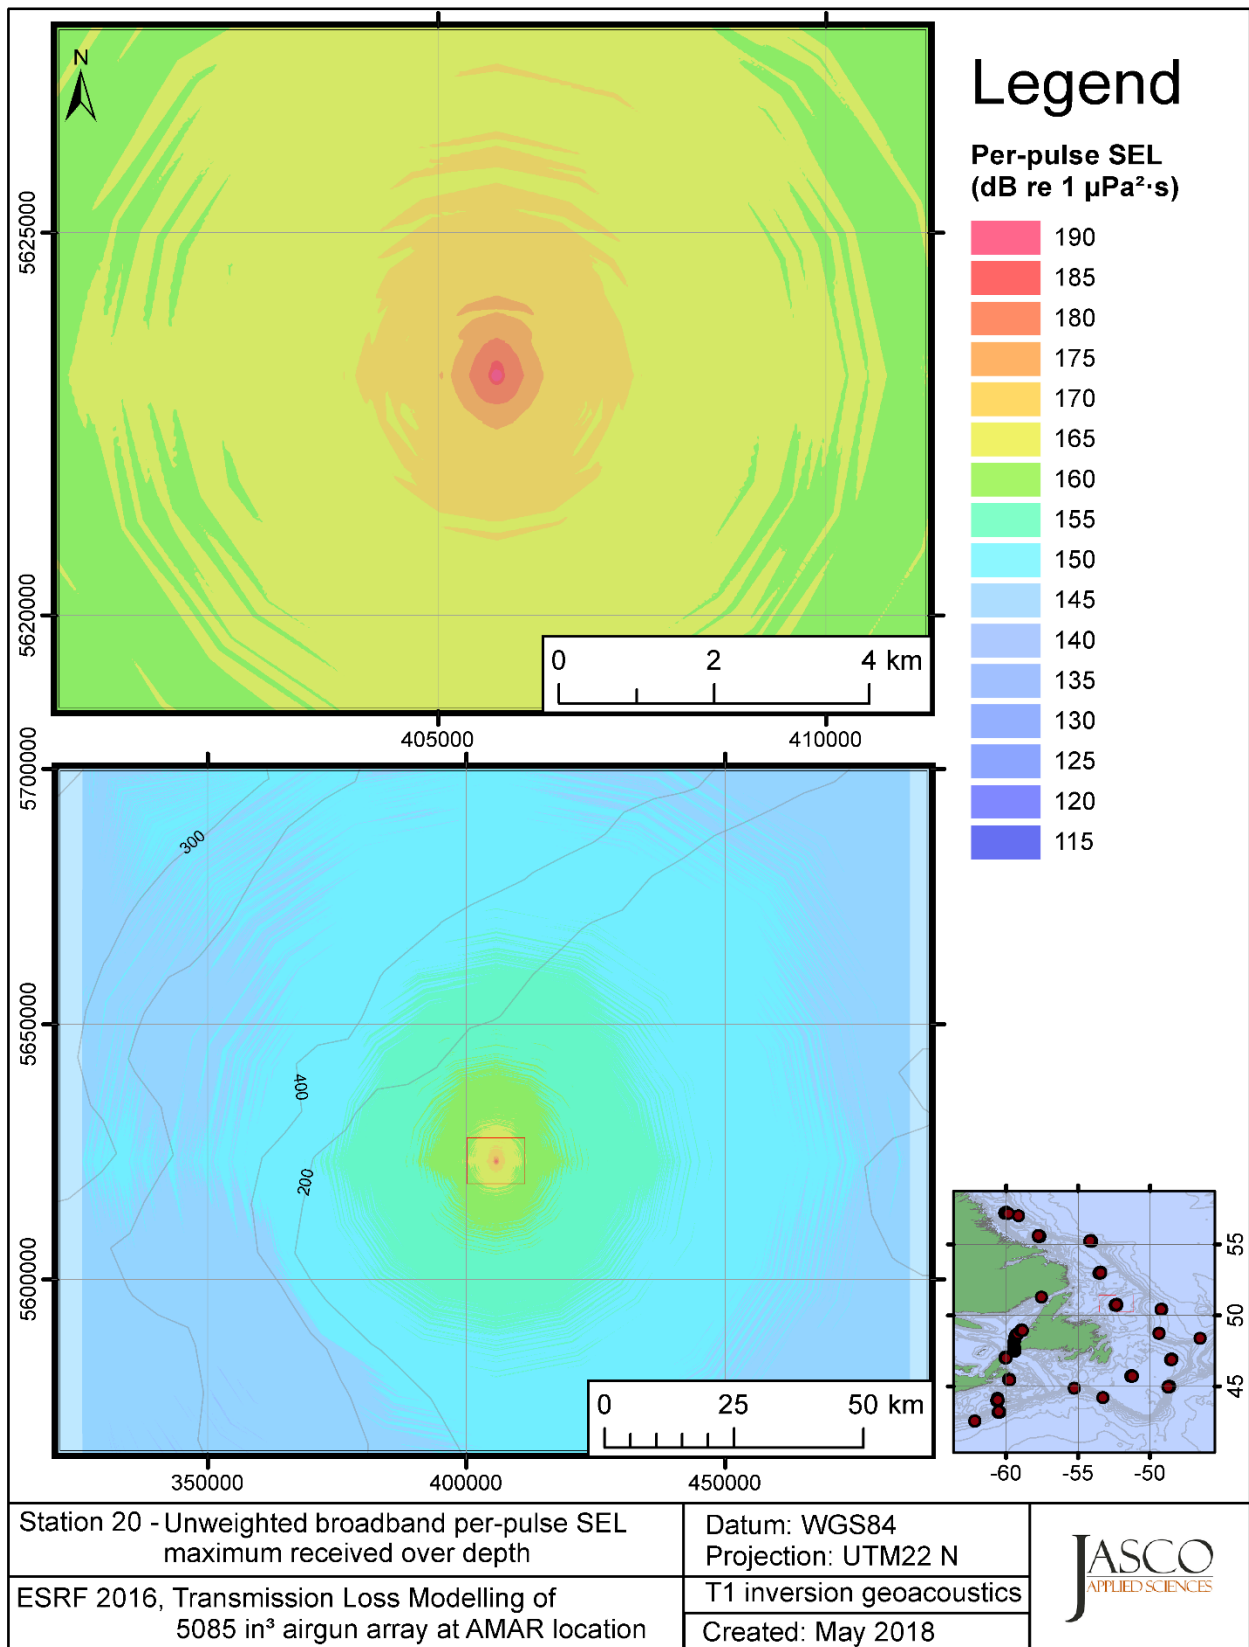 N
5625000
5620000
0 2 4 km
405000 410000
Legend
Per-pulse SEL
(dB re 1 µPa²·s)
190
185
180
175
170
165
160
155
150
145
140
135
130
125
120
115
5700000
5650000
5600000
300
400
200
0 25 50 km
350000 400000 450000
55
50
45
-60 -55 -50
Station 20 - Unweighted broadband per-pulse SEL
maximum received over depth
ESRF 2016, Transmission Loss Modelling of
5085 in³ airgun array at AMAR location
Datum: WGS84
Projection: UTM22 N
T1 inversion geoacoustics
Created: May 2018
JASCO
APPLIED SCIENCES